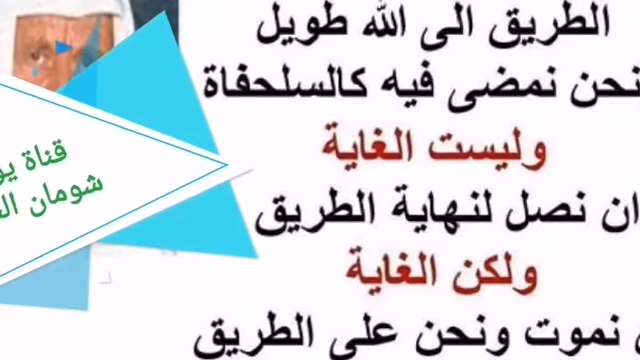 الطريق الى الله طويل
نحن نمضى فيه كالسلحفاة
وليست الغاية
ان نصل لنهاية الطريق
ولكن الغاية
نموت ونحن على الطريق
قناة
شومان